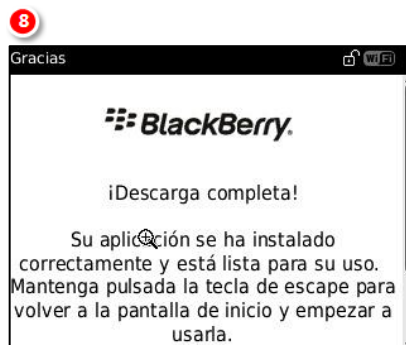 8
Gracias
WiFi
BlackBerry.
¡Descarga completa!
Su aplicación se ha instalado
correctamente y está lista para su uso.
Mantenga pulsada la tecla de escape para
volver a la pantalla de inicio y empezar a
usarla.